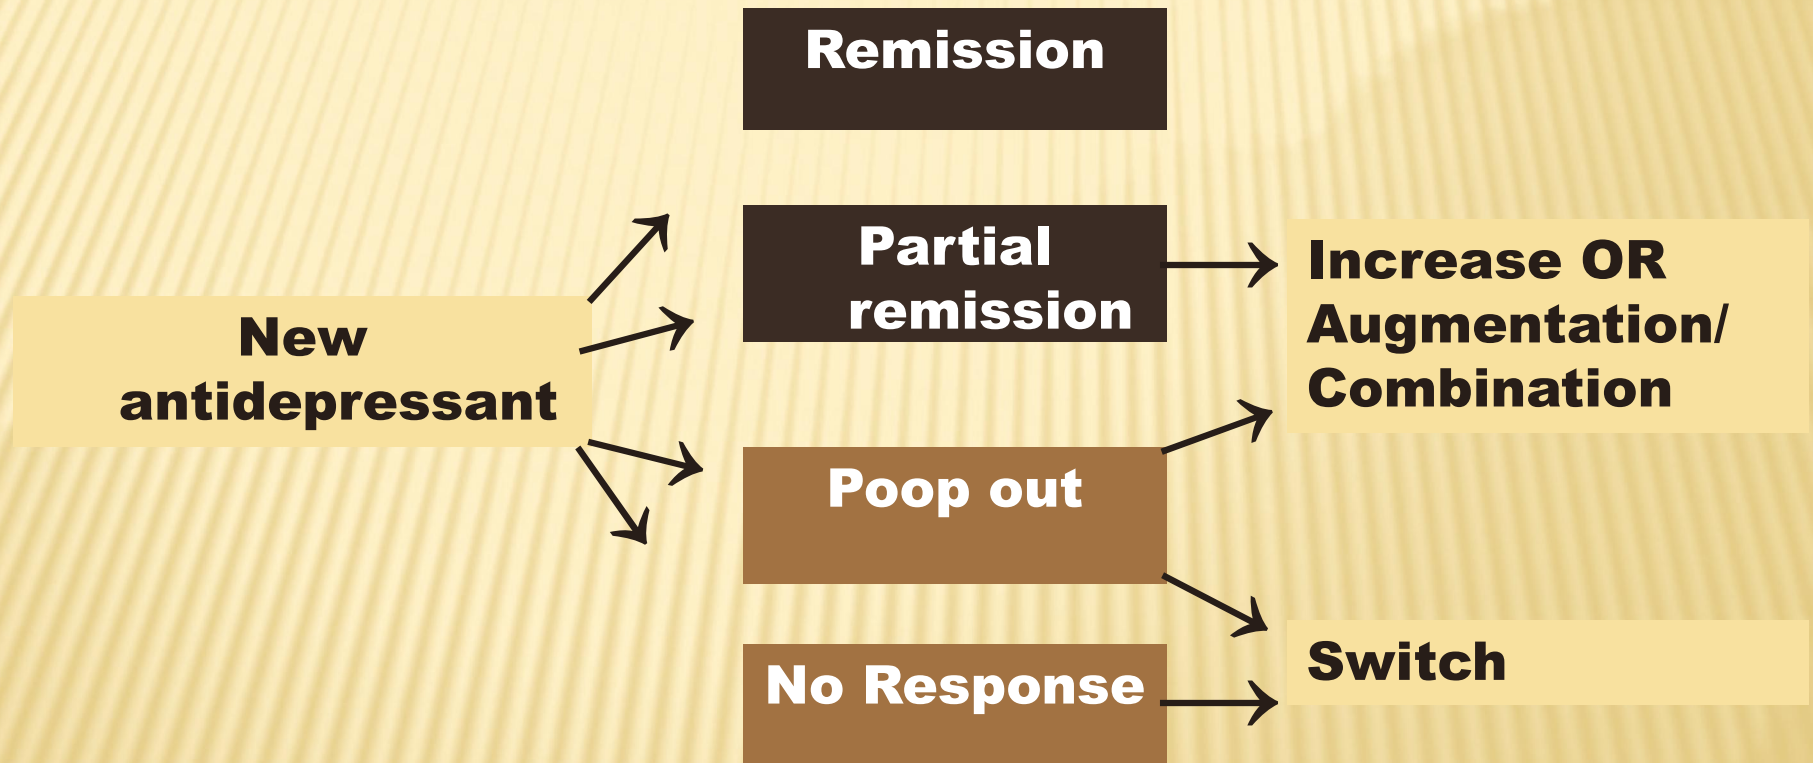 Remission
Partial
remission
New
antidepressant
Increase OR
Augmentation/
Combination
Poop out
No Response
Switch